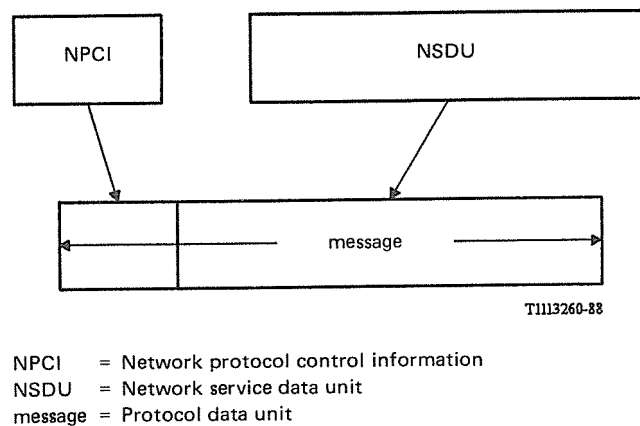 NPCI
NSDU
message
T1113260-88
NPCI = Network protocol control information
NSDU = Network service data unit
message = Protocol data unit